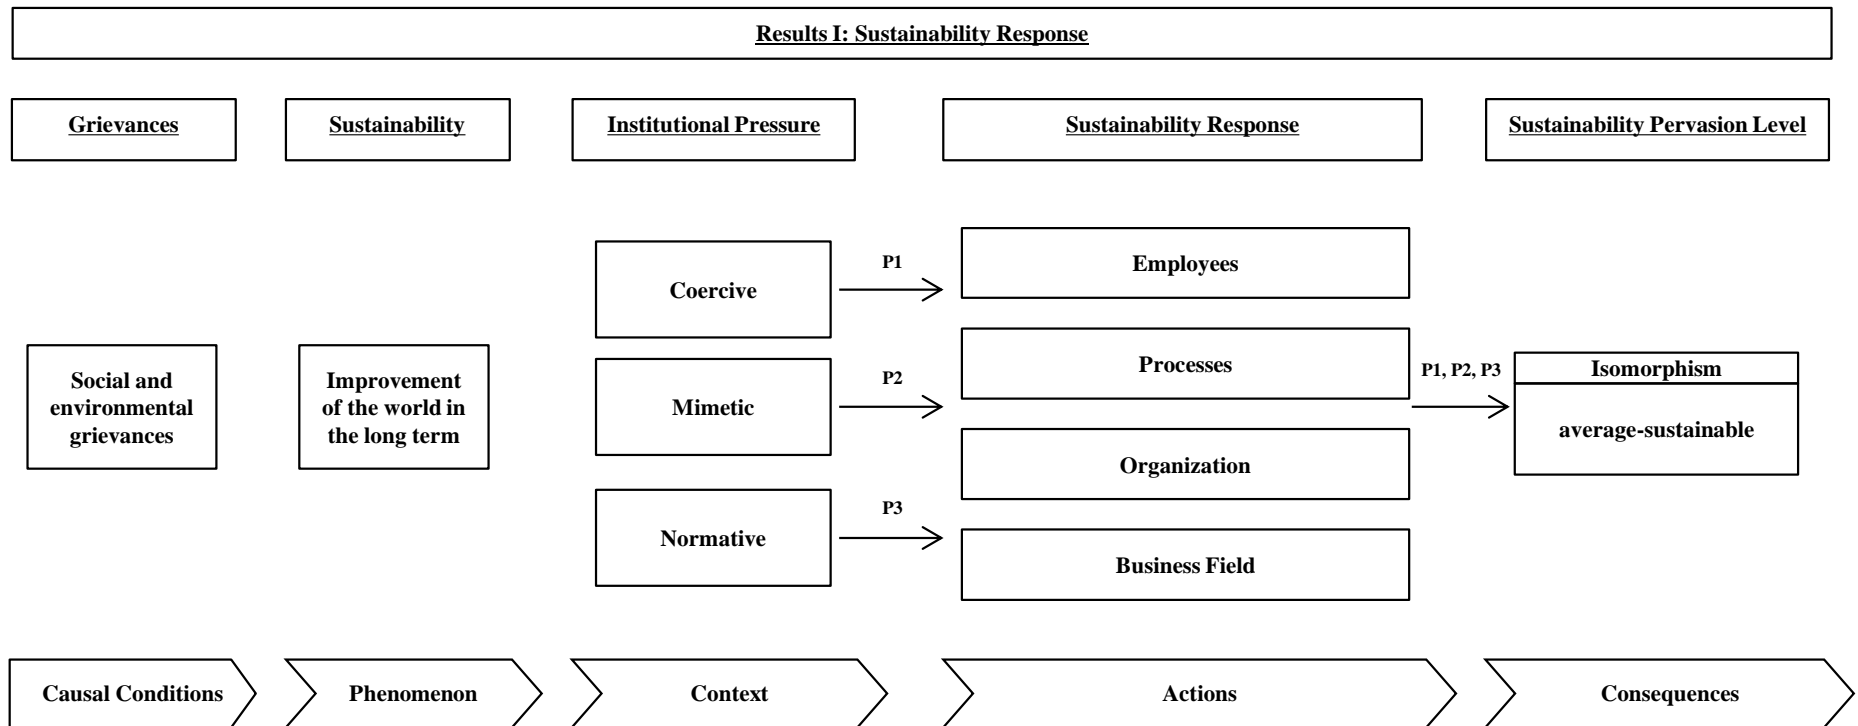 Results I: Sustainability Response
Grievances
Sustainability
Institutional Pressure
Sustainability Response
Sustainability Pervasion Level
Social and
environmental
grievances
Improvement
of the world in
the long term
Coercive
Mimetic
Normative
P1
P2
P3
Employees
Processes
Organization
Business Field
P1, P2, P3
Isomorphism
average-sustainable
Causal Conditions
Phenomenon
Context
Actions
Consequences